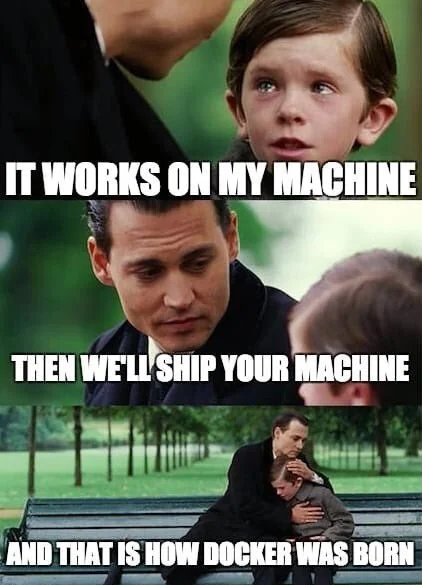 IT WORKS ON MY MACHINE
THEN WE'LL SHIP YOUR MACHINE
AND THAT IS HOW DOCKER WAS BORN